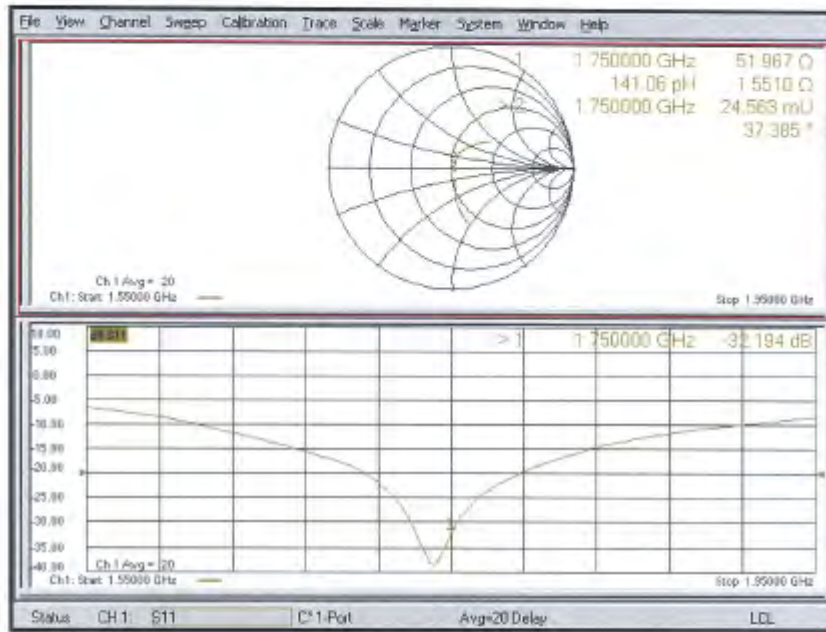 File View Channel Sweep Calibration Trace Scale Marker System Window Help
1 1.750000 GHz 51.967 Ω
141.06 pH 1.5510 Ω
> 2 1.750000 GHz 24.563 mU
37.385 °
Ch 1 Avg = 20
Ch1: Start 1.55000 GHz
Stop 1.95000 GHz
10.00
> 1 1.750000 GHz -32.194 dB
5.00
0.00
-5.00
-10.00
-15.00
-20.00
-25.00
-30.00
-35.00
-40.00
1
Ch 1 Avg = 20
Ch1: Start 1.55000 GHz
Stop 1.95000 GHz
Status CH 1: S11 C* 1-Port Avg=20 Delay LCL